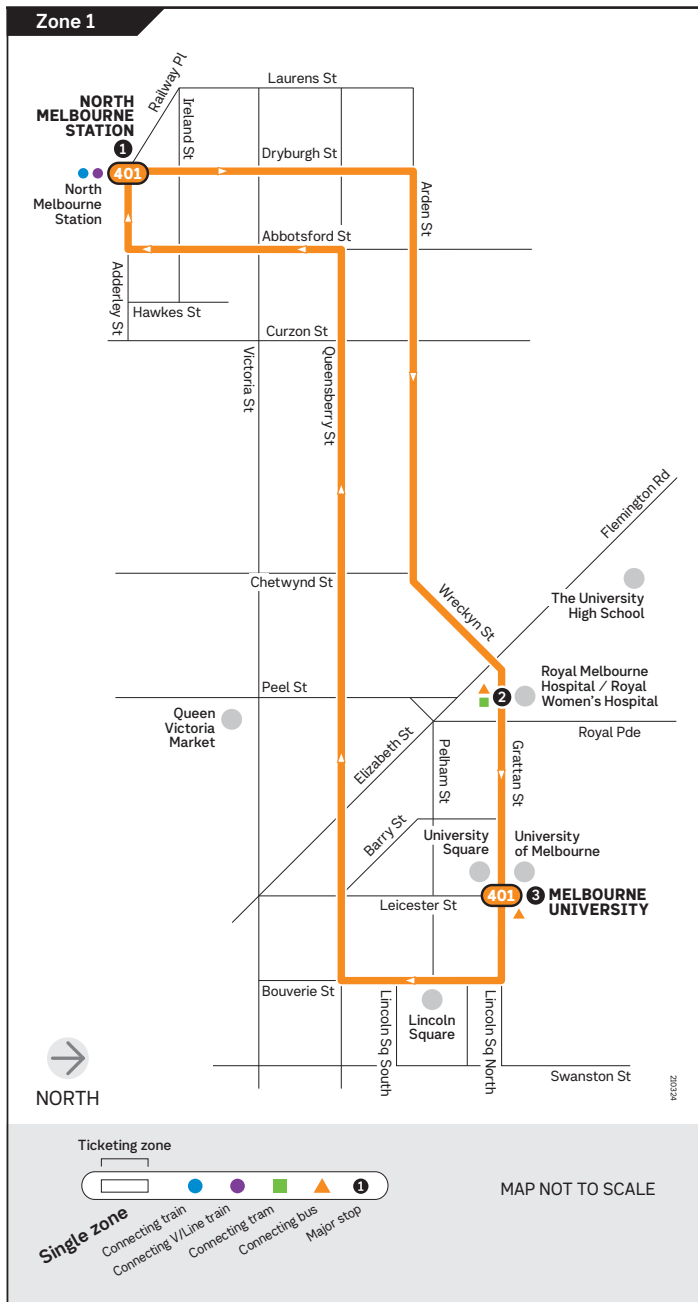 Zone 1
Railway Pl
Laurens St
NORTH
MELBOURNE
STATION
1
Ireland St
401
Dryburgh St
North
Melbourne
Station
Arden St
Abbotsford St
Adderley St
Hawkes St
Curzon St
Victoria St
Queensberry St
Flemington Rd
Chetwynd St
Wreckyn St
The University
High School
Peel St
2
Royal Melbourne
Hospital / Royal
Women's Hospital
Queen
Victoria
Market
Royal Pde
Elizabeth St
Pelham St
Grattan St
Barry St
University
Square
University
of Melbourne
Leicester St
401
3
MELBOURNE
UNIVERSITY
Bouverie St
Lincoln Sq South
Lincoln
Square
Lincoln Sq North
Swanston St
NORTH
210324
Ticketing zone
1
Single zone
Connecting train
Connecting V/Line train
Connecting tram
Connecting bus
Major stop
MAP NOT TO SCALE